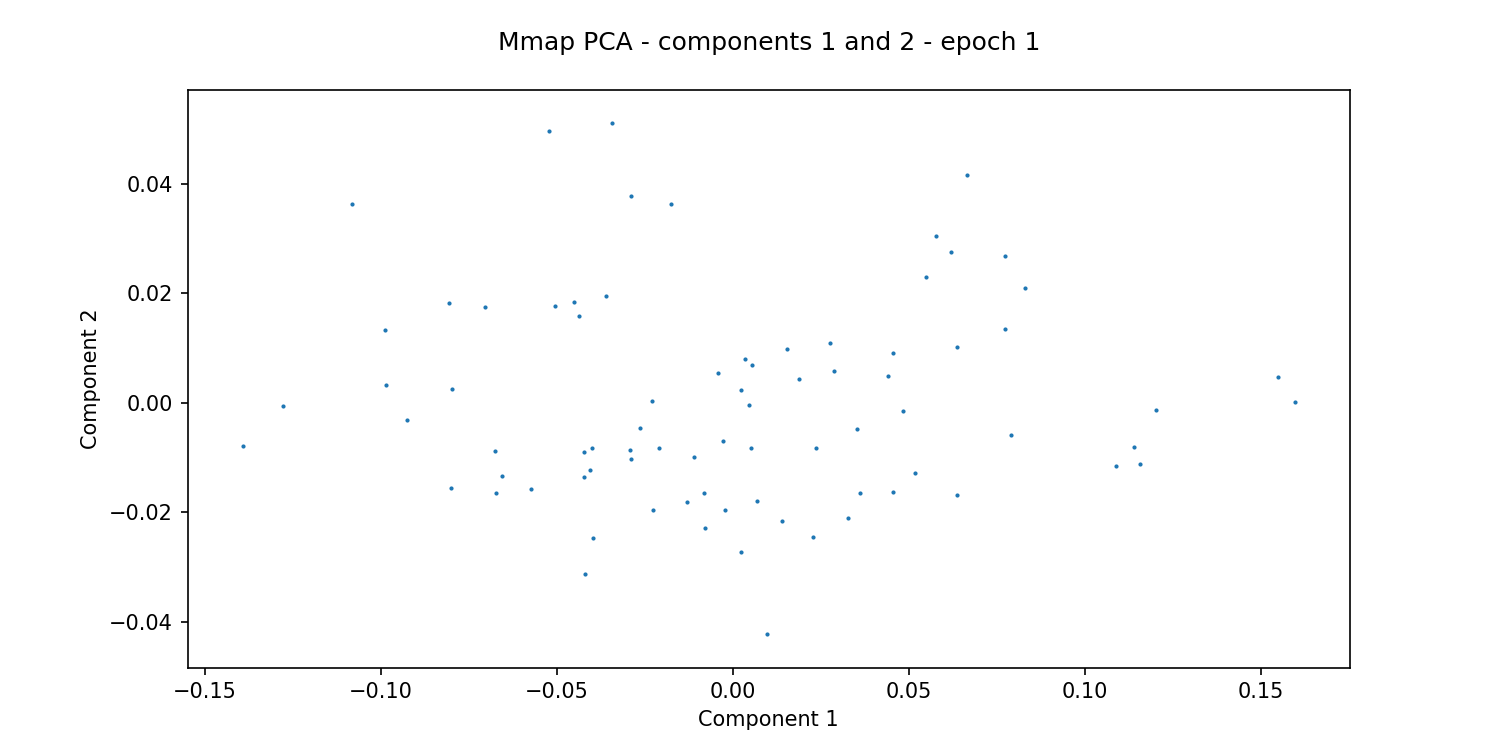 Mmap PCA - components 1 and 2 - epoch 1
Component 2
0.04
0.02
0.00
−0.02
−0.04
−0.15 −0.10 −0.05 0.00 0.05 0.10 0.15
Component 1